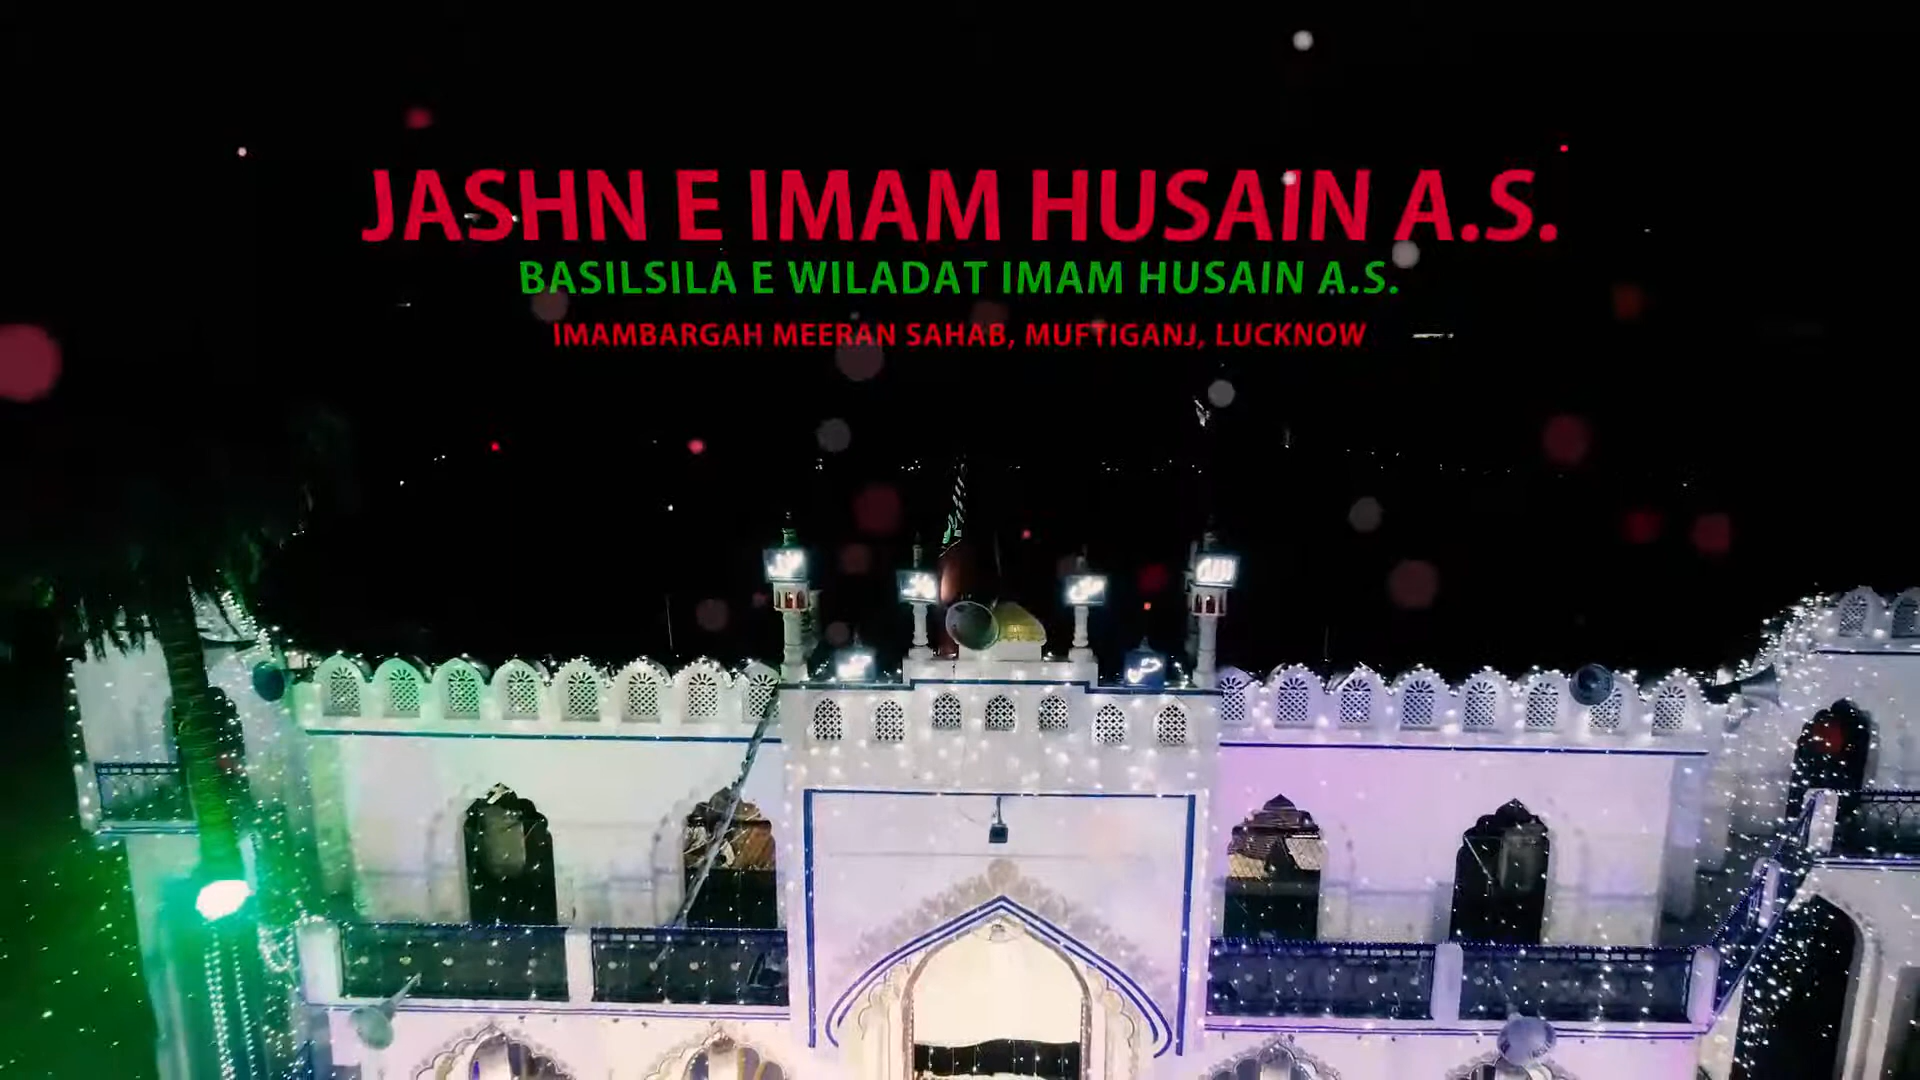 JASHN E IMAM HUSAIN A.S.
BASILSILA E WILADAT IMAM HUSAIN A.S.
IMAMBARGAH MEERAN SAHAB, MUFTIGANJ, LUCKNOW